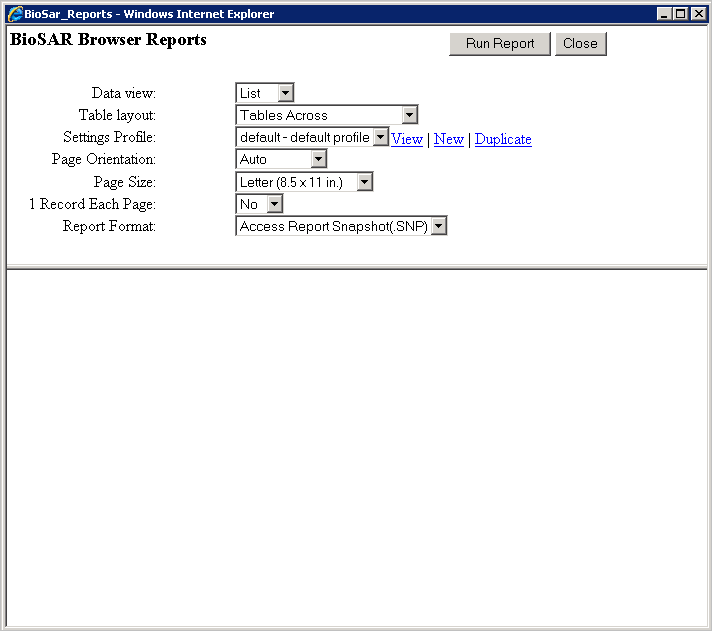 BioSar_Reports - Windows Internet Explorer
BioSAR Browser Reports
Run Report Close
Data view: List
Table layout: Tables Across
Settings Profile: default - default profile View | New | Duplicate
Page Orientation: Auto
Page Size: Letter (8.5 x 11 in.)
1 Record Each Page: No
Report Format: Access Report Snapshot(.SNP)